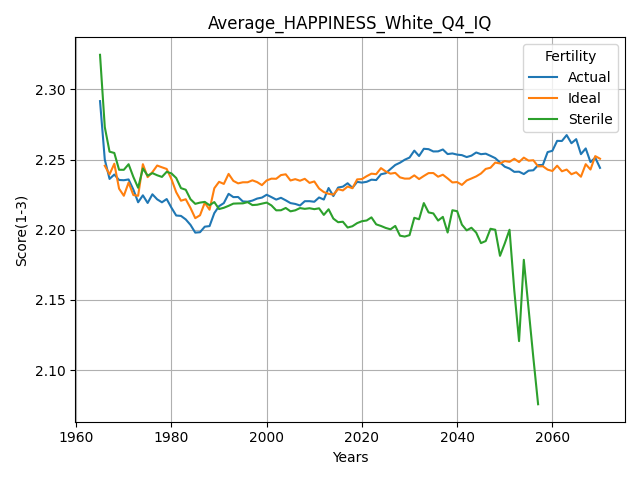 Average_HAPPINESS_White_Q4_IQ
Fertility
Actual
Ideal
Sterile
Score(1-3)
2.30
2.25
2.20
2.15
2.10
1960 1980 2000 2020 2040 2060
Years